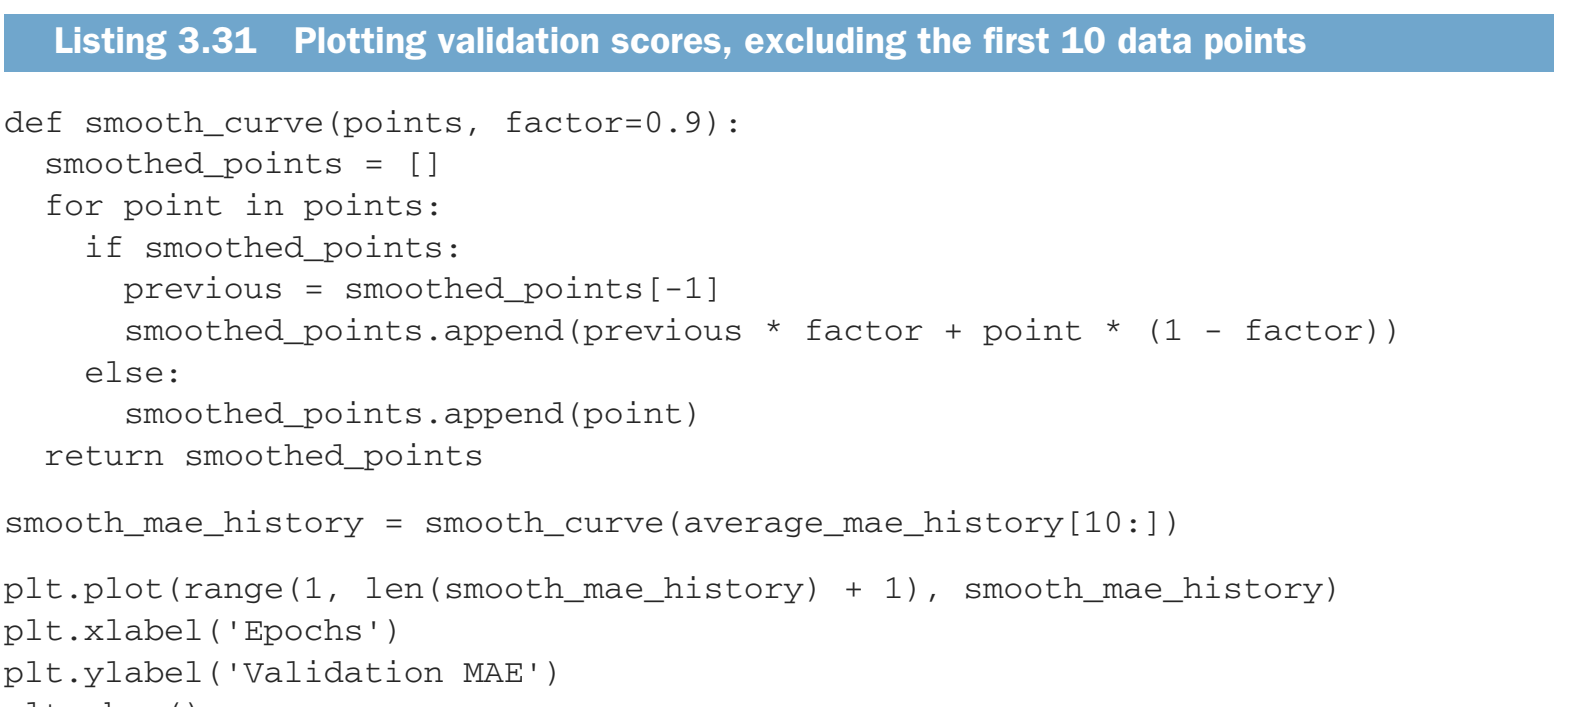 Listing 3.31 Plotting validation scores, excluding the first 10 data points
def smooth_curve(points, factor=0.9):
  smoothed_points = []
  for point in points:
    if smoothed_points:
      previous = smoothed_points[-1]
      smoothed_points.append(previous * factor + point * (1 - factor))
    else:
      smoothed_points.append(point)
  return smoothed_points
smooth_mae_history = smooth_curve(average_mae_history[10:])
plt.plot(range(1, len(smooth_mae_history) + 1), smooth_mae_history)
plt.xlabel('Epochs')
plt.ylabel('Validation MAE')